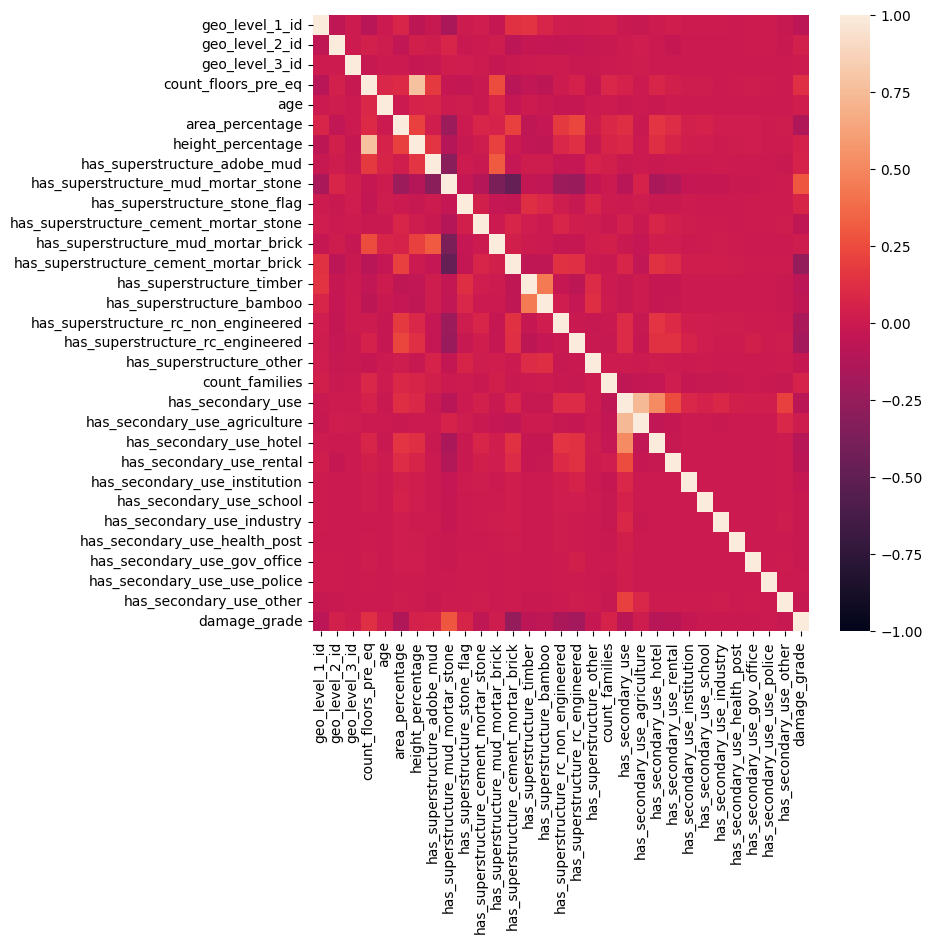 geo_level_1_id
geo_level_2_id
geo_level_3_id
count_floors_pre_eq
age
area_percentage
height_percentage
has_superstructure_adobe_mud
has_superstructure_mud_mortar_stone
has_superstructure_stone_flag
has_superstructure_cement_mortar_stone
has_superstructure_mud_mortar_brick
has_superstructure_cement_mortar_brick
has_superstructure_timber
has_superstructure_bamboo
has_superstructure_rc_non_engineered
has_superstructure_rc_engineered
has_superstructure_other
count_families
has_secondary_use
has_secondary_use_agriculture
has_secondary_use_hotel
has_secondary_use_rental
has_secondary_use_institution
has_secondary_use_school
has_secondary_use_industry
has_secondary_use_health_post
has_secondary_use_gov_office
has_secondary_use_use_police
has_secondary_use_other
damage_grade
geo_level_1_id
geo_level_2_id
geo_level_3_id
count_floors_pre_eq
age
area_percentage
height_percentage
has_superstructure_adobe_mud
has_superstructure_mud_mortar_stone
has_superstructure_stone_flag
has_superstructure_cement_mortar_stone
has_superstructure_mud_mortar_brick
has_superstructure_cement_mortar_brick
has_superstructure_timber
has_superstructure_bamboo
has_superstructure_rc_non_engineered
has_superstructure_rc_engineered
has_superstructure_other
count_families
has_secondary_use
has_secondary_use_agriculture
has_secondary_use_hotel
has_secondary_use_rental
has_secondary_use_institution
has_secondary_use_school
has_secondary_use_industry
has_secondary_use_health_post
has_secondary_use_gov_office
has_secondary_use_use_police
has_secondary_use_other
damage_grade
1.00
0.75
0.50
0.25
0.00
−0.25
−0.50
−0.75
−1.00